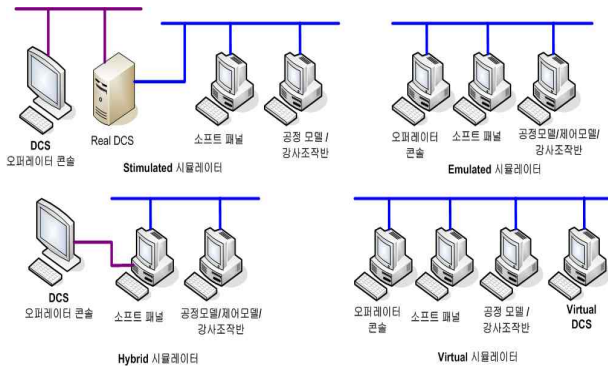 DCS
오퍼레이터 콘솔
Real DCS
소프트 패널
공정 모델 /
강사조작반
Stimulated 시뮬레이터
오퍼레이터
콘솔
소프트 패널
공정모델/제어모델/
강사조작반
Emulated 시뮬레이터
DCS
오퍼레이터 콘솔
소프트 패널
공정모델/제어모델/
강사조작반
Hybrid 시뮬레이터
오퍼레이터
콘솔
소프트 패널
공정 모델 /
강사조작반
Virtual
DCS
Virtual 시뮬레이터